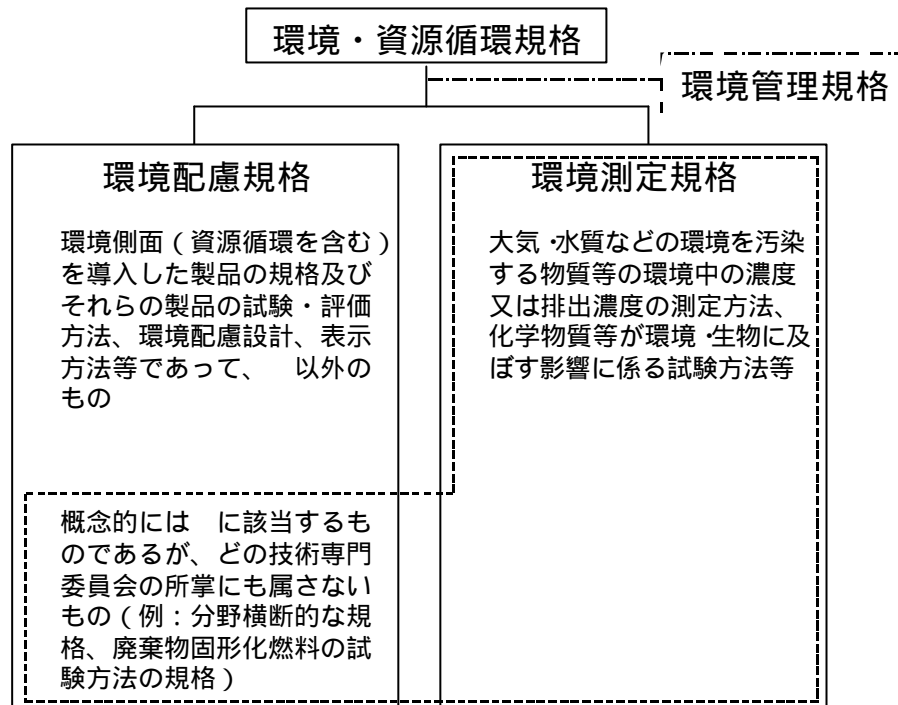 環境・資源循環規格
環境管理規格
環境配慮規格
環境側面（資源循環を含む）
を導入した製品の規格及び
それらの製品の試験・評価
方法、環境配慮設計、表示
方法等であって、　以外の
もの
概念的には　に該当するも
のであるが、どの技術専門
委員会の所掌にも属さない
もの（例：分野横断的な規
格、廃棄物固形化燃料の試
験方法の規格）
環境測定規格
大気・水質などの環境を汚染
する物質等の環境中の濃度
又は排出濃度の測定方法、
化学物質等が環境・生物に及
ぼす影響に係る試験方法等